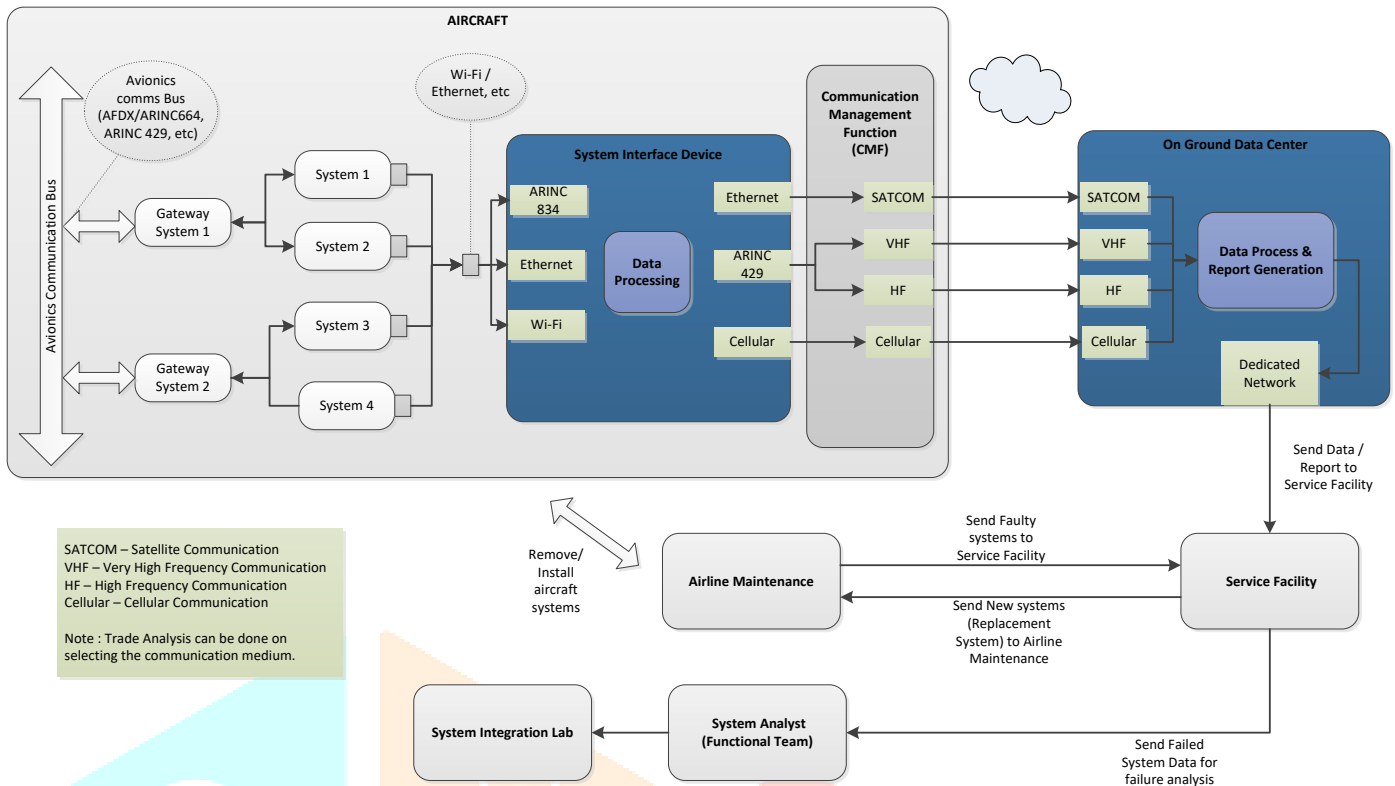 AIRCRAFT
Avionics
comms Bus
(AFDX/ARINC664,
ARINC 429, etc)
Wi-Fi /
Ethernet, etc
Avionics Communication Bus
Gateway
System 1
Gateway
System 2
System 1
System 2
System 3
System 4
System Interface Device
ARINC
834
Ethernet
Wi-Fi
Data
Processing
Ethernet
ARINC
429
Cellular
Communication
Management
Function
(CMF)
SATCOM
VHF
HF
Cellular
On Ground Data Center
SATCOM
VHF
HF
Cellular
Data Process &
Report Generation
Dedicated
Network
Send Data /
Report to
Service Facility
SATCOM – Satellite Communication
VHF – Very High Frequency Communication
HF – High Frequency Communication
Cellular – Cellular Communication
Note : Trade Analysis can be done on
selecting the communication medium.
Remove/
Install
aircraft
systems
Airline Maintenance
Send Faulty
systems to
Service Facility
Send New systems
(Replacement
System) to Airline
Maintenance
Service Facility
System Integration Lab
System Analyst
(Functional Team)
Send Failed
System Data for
failure analysis